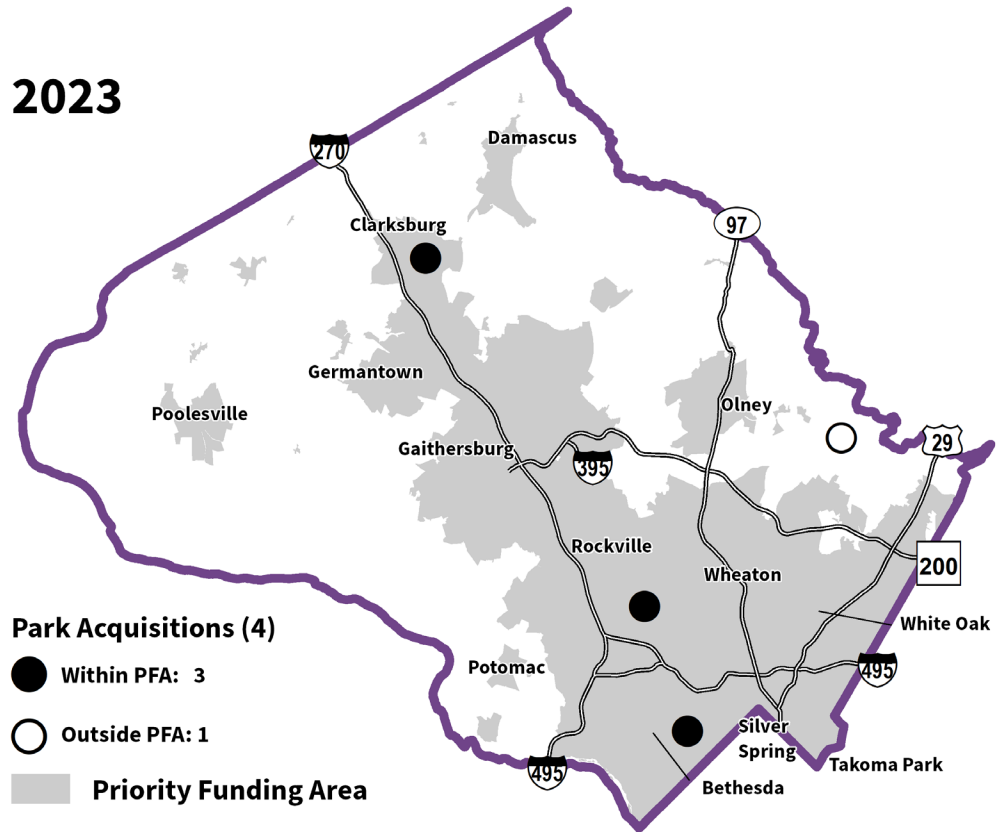 2023
Damascus
270
Clarksburg
97
Germantown
Poolesville
Olney
Gaithersburg
29
395
Rockville
200
Wheaton
White Oak
Park Acquisitions (4)
Within PFA: 3
Potomac
495
Outside PFA: 1
Silver
Spring
Takoma Park
495
Bethesda
Priority Funding Area